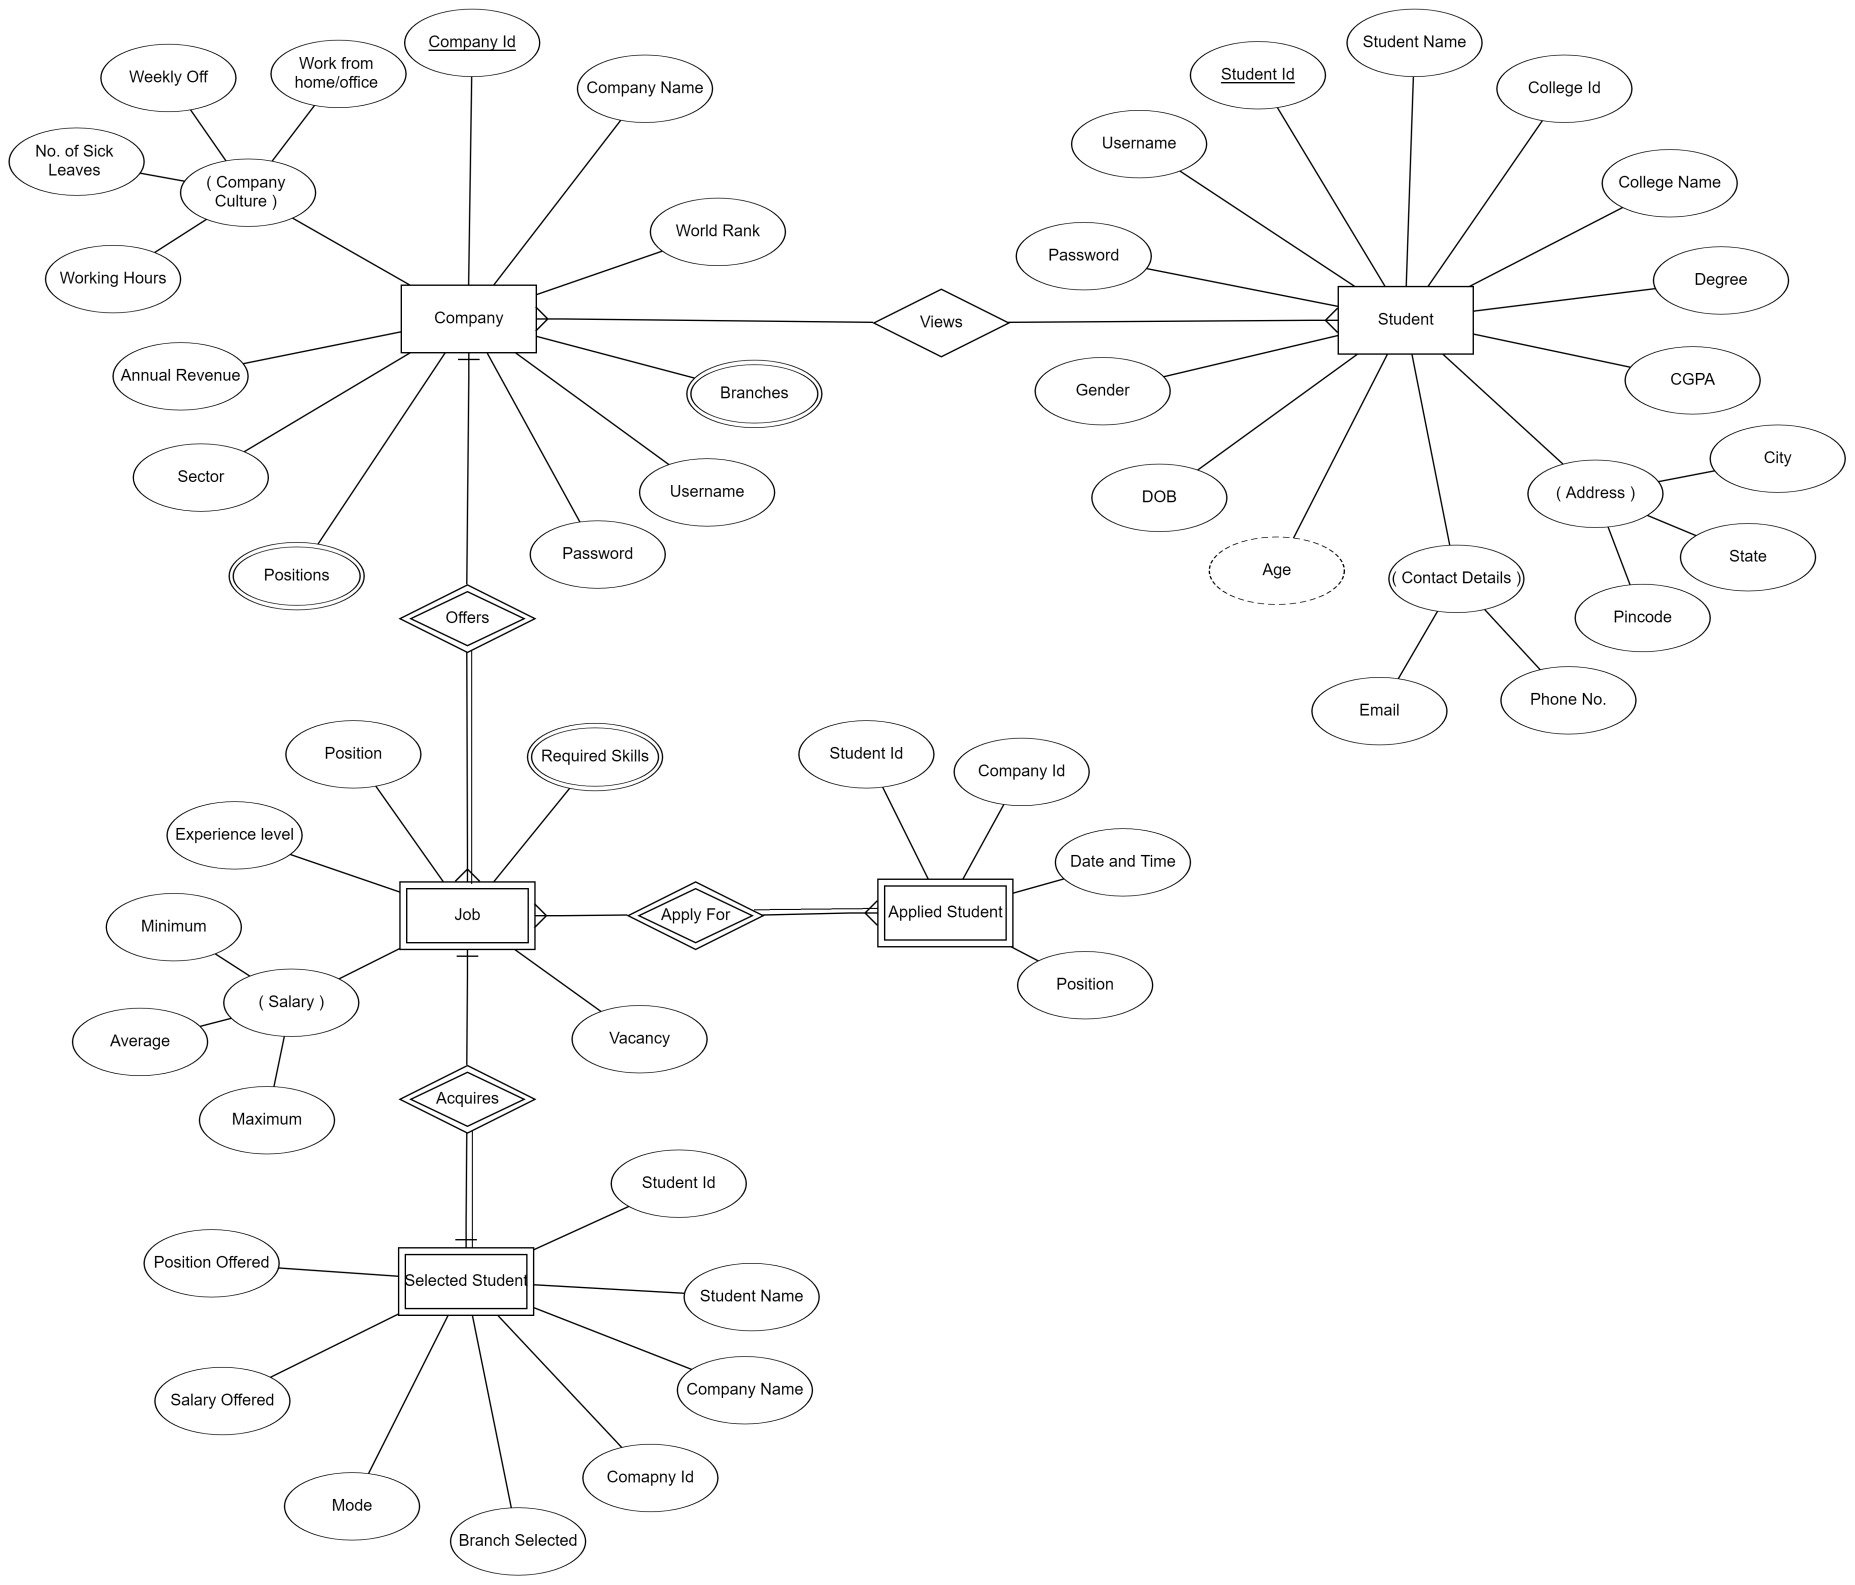 Company Id
Student Name
Weekly Off
Work from
home/office
Company Name
Student Id
College Id
No. of Sick
Leaves
( Company
Culture )
Username
College Name
World Rank
Working Hours
Password
Degree
Company
Views
Student
Annual Revenue
Branches
Gender
CGPA
Sector
Username
DOB
( Address )
City
Positions
Password
Age
( Contact Details )
State
Offers
Pincode
Email
Phone No.
Position
Required Skills
Student Id
Company Id
Experience level
Date and Time
Minimum
Job
Apply For
Applied Student
Position
( Salary )
Average
Vacancy
Maximum
Acquires
Student Id
Position Offered
Selected Student
Student Name
Salary Offered
Company Name
Mode
Comapny Id
Branch Selected